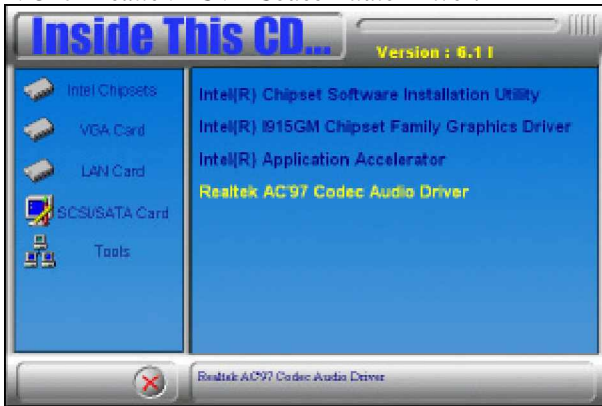 Inside This CD...
Version : 6.1 I
Intel Chipsets
VGA Card
LAN Card
SCSI/SATA Card
Tools
Intel(R) Chipset Software Installation Utility
Intel(R) I915GM Chipset Family Graphics Driver
Intel(R) Application Accelerator
Realtek AC'97 Codec Audio Driver
Realtek AC'97 Codec Audio Driver